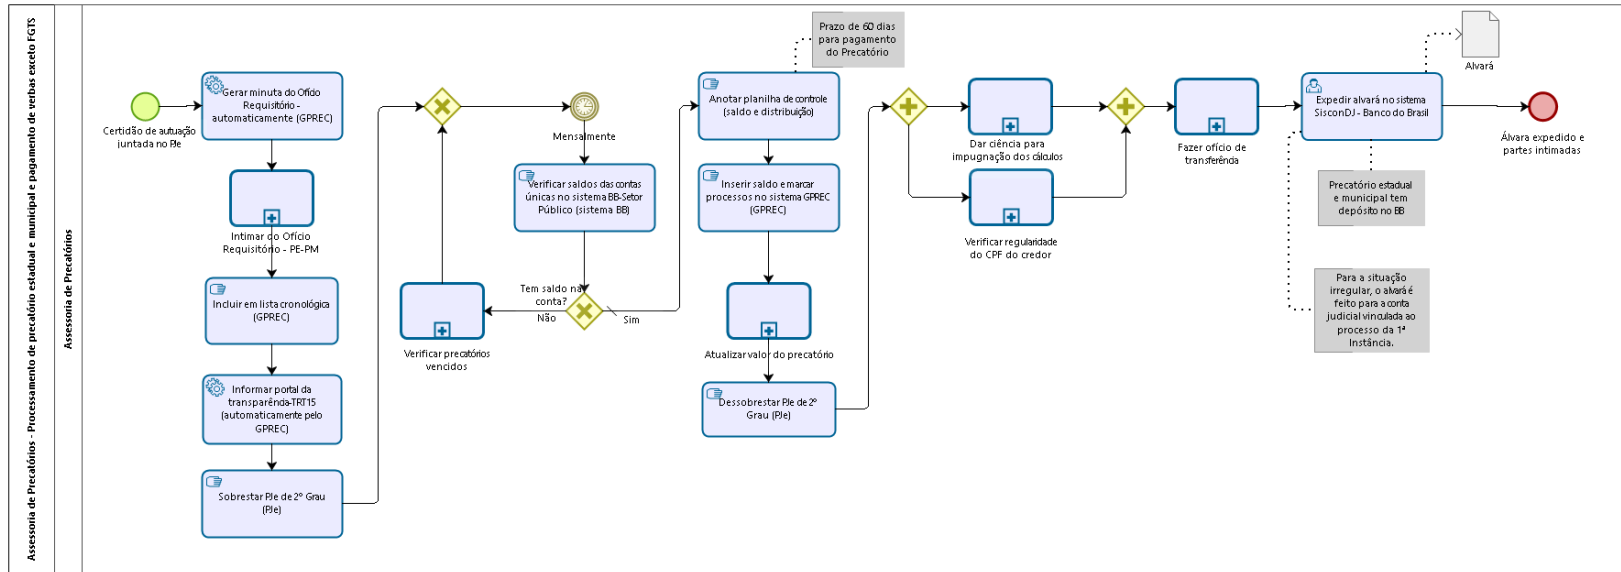 Assessoria de Precatórios - Processamento de precatório estadual e municipal e pagamento de verbas exceto FGTS
Assessoria de Precatórios
Certidão de autuação
juntada no PJe
Gerar minuta do Ofício
Requisitório -
automaticamente (GPREC)
Intimar do Ofício
Requisitório - PE-PM
Incluir em lista cronológica
(GPREC)
Informar portal da
transparência-TRT15
(automaticamente pelo
GPREC)
Sobrestar PJe de 2º Grau
(PJe)
Mensalmente
Verificar saldos das contas
únicas no sistema BB-Setor
Público (sistema BB)
Tem saldo na
conta?
Não
Sim
Verificar precatórios
vencidos
Prazo de 60 dias
para pagamento
do Precatório
Anotar planilha de controle
(saldo e distribuição)
Inserir saldo e marcar
processos no sistema GPREC
(GPREC)
Atualizar valor do precatório
Dessobrestar PJe de 2º
Grau (PJe)
Dar ciência para
impugnação dos cálculos
Verificar regularidade
do CPF do credor
Fazer ofício de
transferência
Expedir alvará no sistema
SisconDJ - Banco do Brasil
Alvará
Precatório estadual
e municipal tem
depósito no BB
Para a situação
irregular, o alvará é
feito para a conta
judicial vinculada ao
processo da 1ª
Instância.
Álvara expedido e
partes intimadas